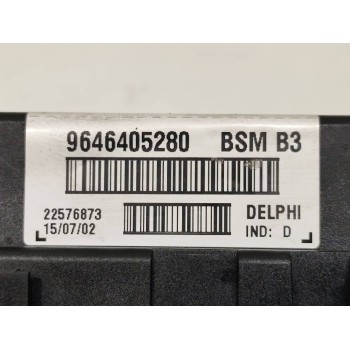 9646405280 BSM B3
22576873 DELPHI
15/07/02 IND: D